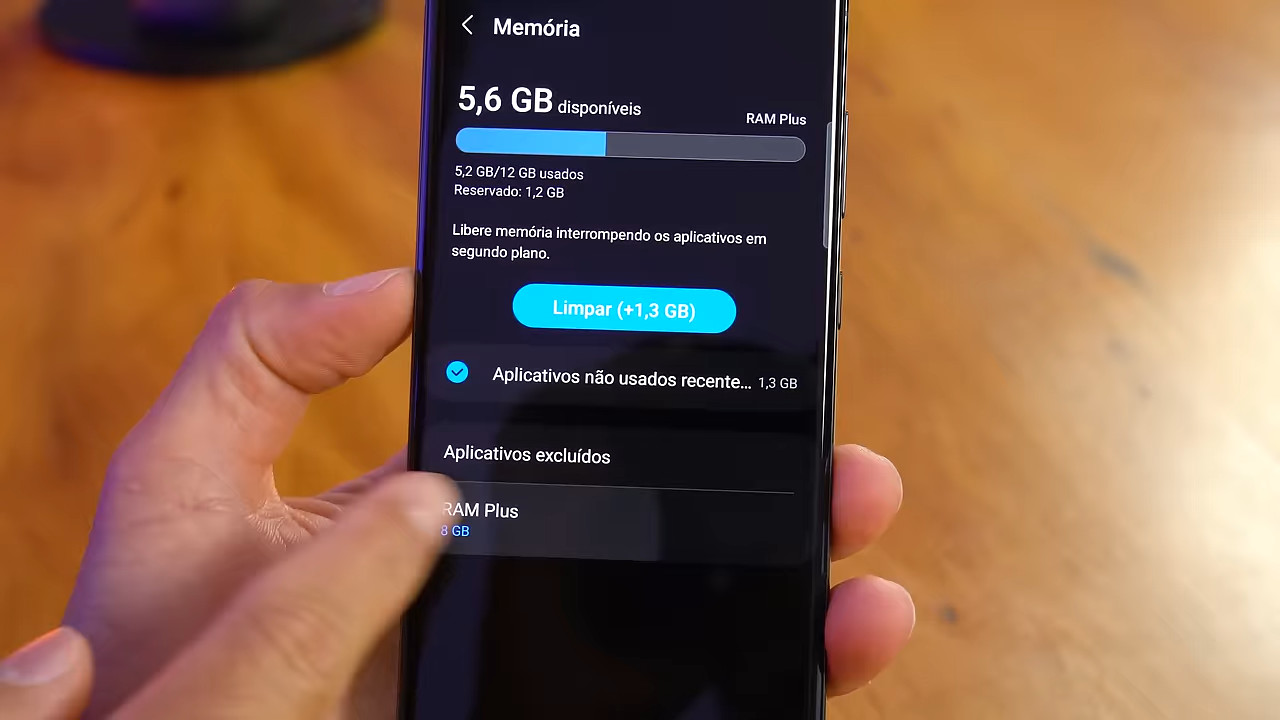 Memória
5,6 GB disponíveis
RAM Plus
5,2 GB/12 GB usados
Reservado: 1,2 GB
Libere memória interrompendo os aplicativos em
segundo plano.
Limpar (+1,3 GB)
Aplicativos não usados recente... 1,3 GB
Aplicativos excluídos
RAM Plus
8 GB